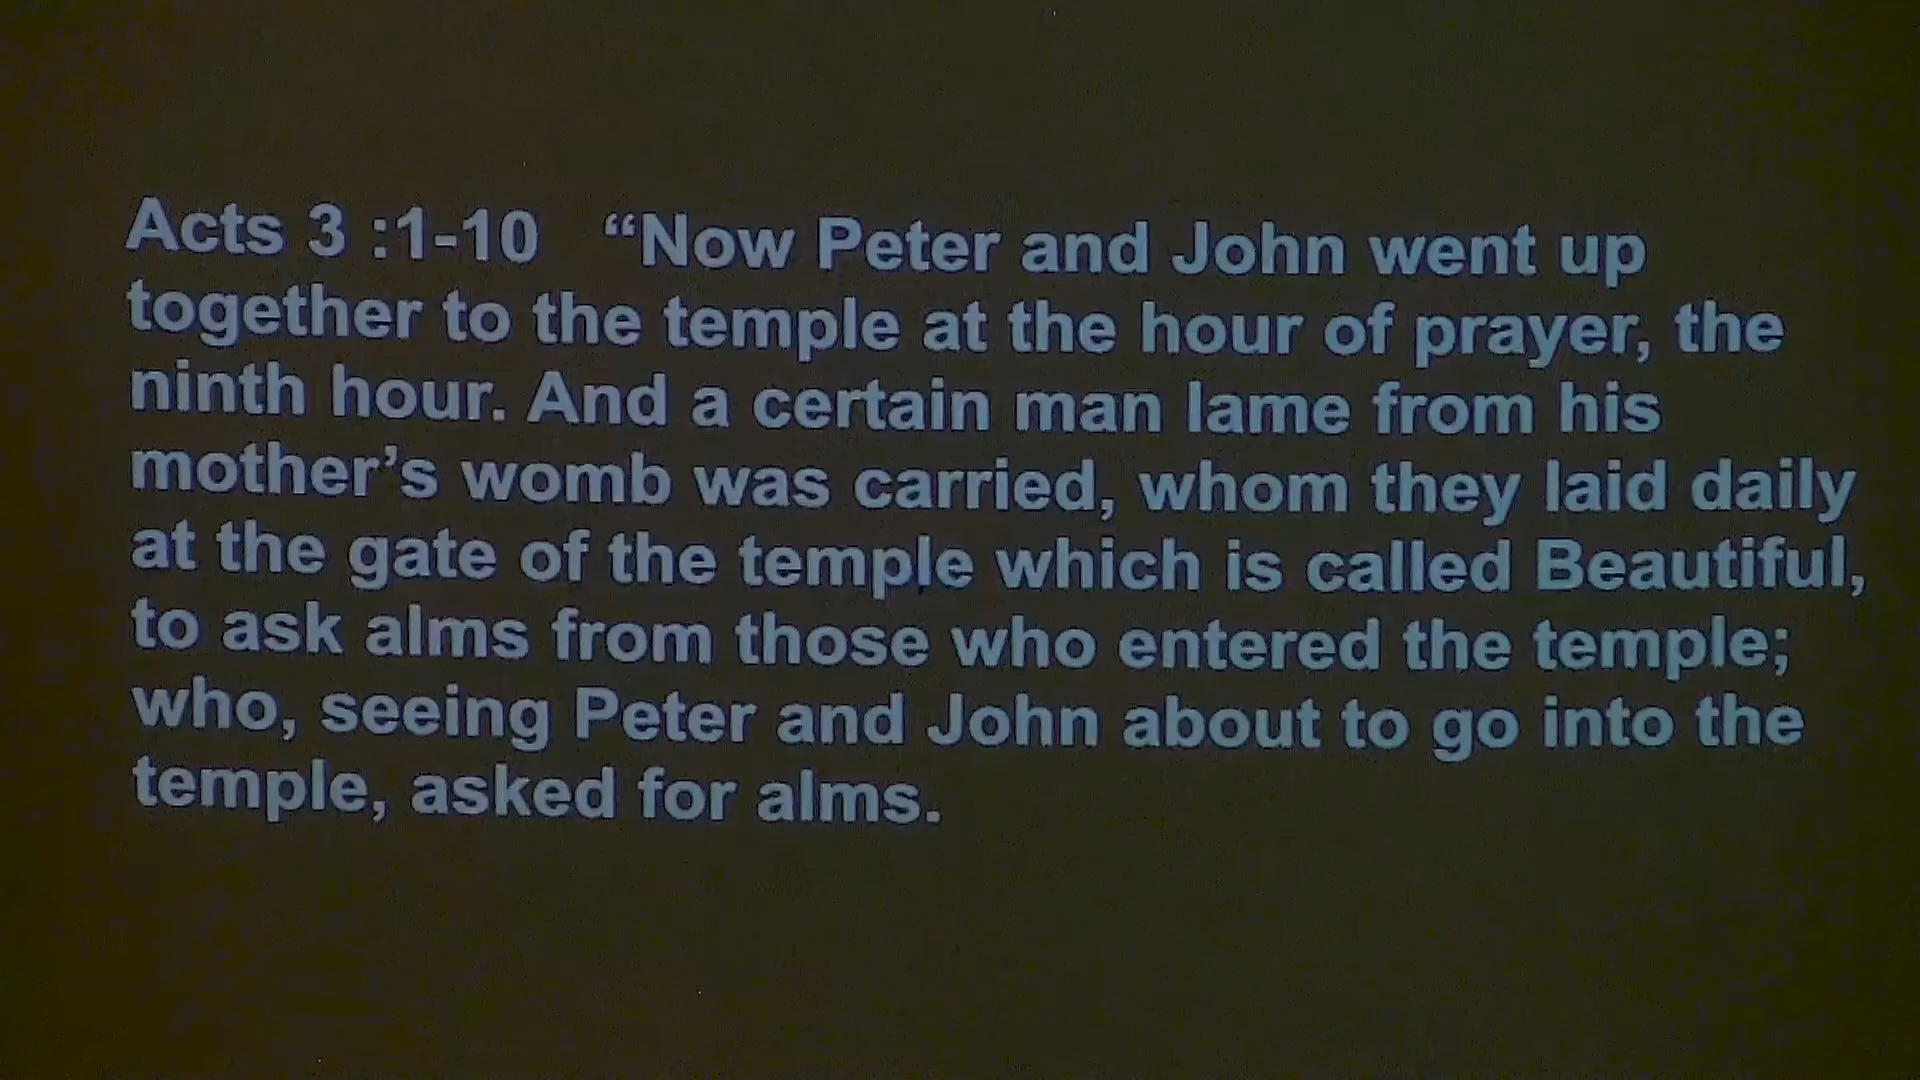 Acts 3 :1-10 “Now Peter and John went up
together to the temple at the hour of prayer, the
ninth hour. And a certain man lame from his
mother’s womb was carried, whom they laid daily
at the gate of the temple which is called Beautiful,
to ask alms from those who entered the temple;
who, seeing Peter and John about to go into the
temple, asked for alms.